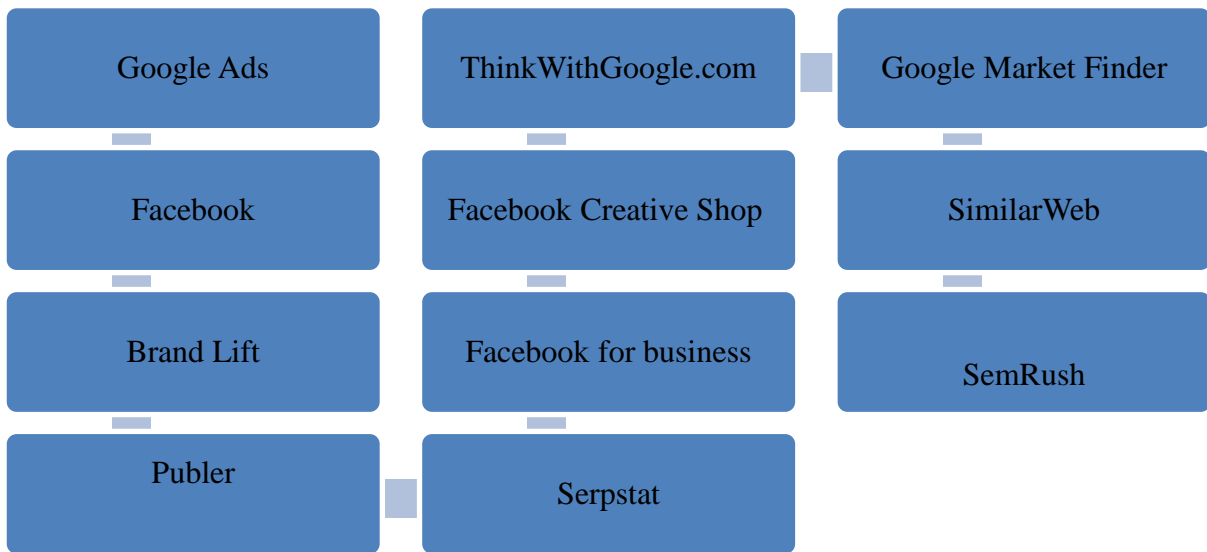 Google Ads
Facebook
Brand Lift
Publer
Serpstat
Facebook for business
Facebook Creative Shop
ThinkWithGoogle.com
Google Market Finder
SimilarWeb
SemRush